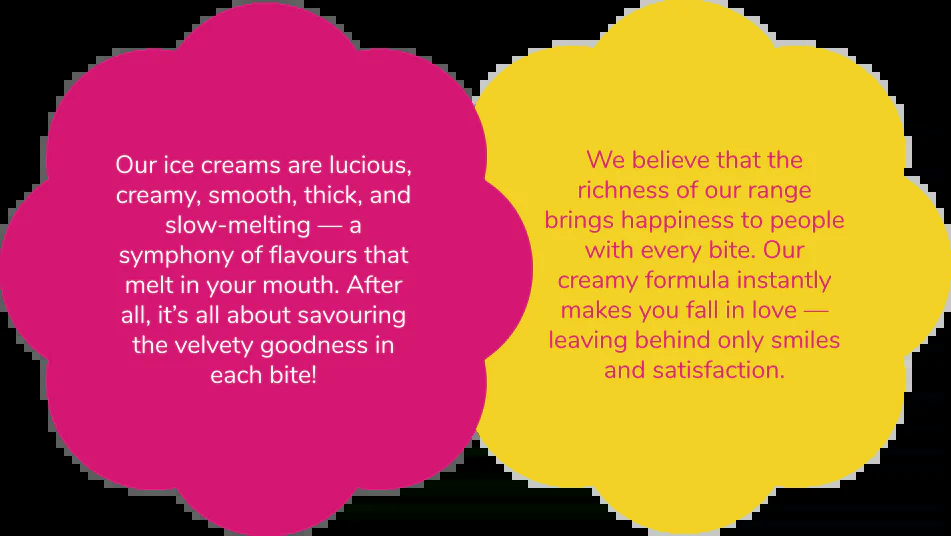 Our ice creams are lucious,
creamy, smooth, thick, and
slow-melting — a
symphony of flavours that
melt in your mouth. After
all, it’s all about savouring
the velvety goodness in
each bite!
We believe that the
richness of our range
brings happiness to people
with every bite. Our
creamy formula instantly
makes you fall in love —
leaving behind only smiles
and satisfaction.